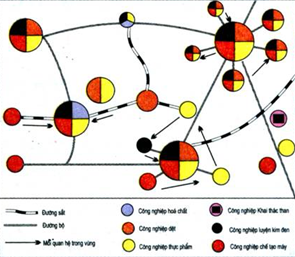 Đường sắt
Đường bộ
Mối quan hệ trong vùng
Công nghiệp hoá chất
Công nghiệp dệt
Công nghiệp thực phẩm
Công nghiệp Khai thác than
Công nghiệp luyện kim đen
Công nghiệp chế tạo máy